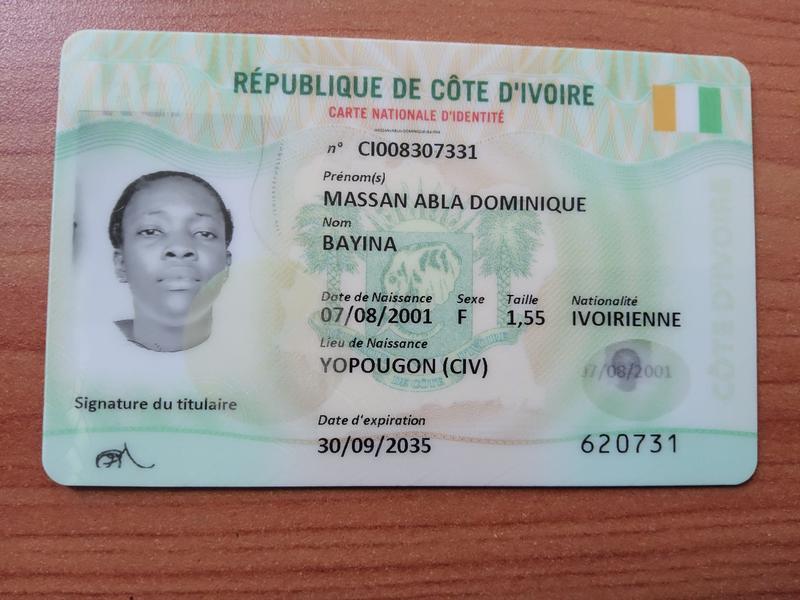 RÉPUBLIQUE DE CÔTE D'IVOIRE
CARTE NATIONALE D'IDENTITÉ
n° CI008307331
Prénom(s)
MASSAN ABLA DOMINIQUE
Nom
BAYINA
Date de Naissance Sexe Taille Nationalité
07/08/2001 F 1,55 IVOIRIENNE
Lieu de Naissance
YOPOUGON (CIV)
07/08/2001
Signature du titulaire
Date d'expiration
30/09/2035
620731
CÔTE D'IVOIRE